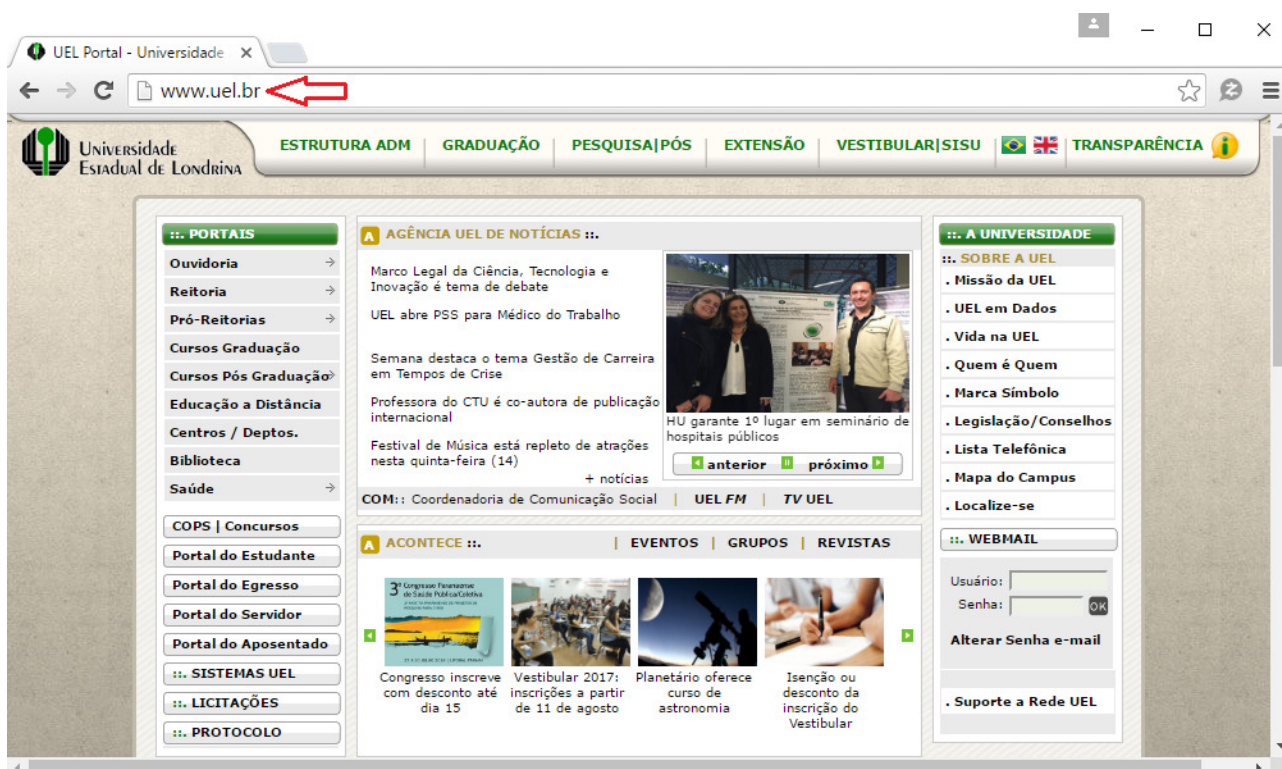 UEL Portal - Universidade
www.uel.br
UNIVERSIDADE
ESTADUAL DE LONDRINA
ESTRUTURA ADM | GRADUAÇÃO | PESQUISA|PÓS | EXTENSÃO | VESTIBULAR|SISU | TRANSPARÊNCIA
::. PORTAIS
Ouvidoria
Reitoria
Pró-Reitorias
Cursos Graduação
Cursos Pós Graduação
Educação a Distância
Centros / Deptos.
Biblioteca
Saúde
COPS | Concursos
Portal do Estudante
Portal do Egresso
Portal do Servidor
Portal do Aposentado
::. SISTEMAS UEL
::. LICITAÇÕES
::. PROTOCOLO
A AGÊNCIA UEL DE NOTÍCIAS ::.
Marco Legal da Ciência, Tecnologia e
Inovação é tema de debate
UEL abre PSS para Médico do Trabalho
Semana destaca o tema Gestão de Carreira
em Tempos de Crise
Professora do CTU é co-autora de publicação
internacional
Festival de Música está repleto de atrações
nesta quinta-feira (14)
+ notícias
HU garante 1º lugar em seminário de
hospitais públicos
anterior próximo
COM:: Coordenadoria de Comunicação Social | UEL FM | TV UEL
A ACONTECE ::. | EVENTOS | GRUPOS | REVISTAS
3º Congresso Paranaense
de Saúde Pública/Coletiva
Congresso inscreve
com desconto até
dia 15
Vestibular 2017:
inscrições a partir
de 11 de agosto
Planetário oferece
curso de
astronomia
Isenção ou
desconto da
inscrição do
Vestibular
::. A UNIVERSIDADE
::. SOBRE A UEL
. Missão da UEL
. UEL em Dados
. Vida na UEL
. Quem é Quem
. Marca Símbolo
. Legislação/Conselhos
. Lista Telefônica
. Mapa do Campus
. Localize-se
::. WEBMAIL
Usuário:
Senha:
OK
Alterar Senha e-mail
. Suporte a Rede UEL